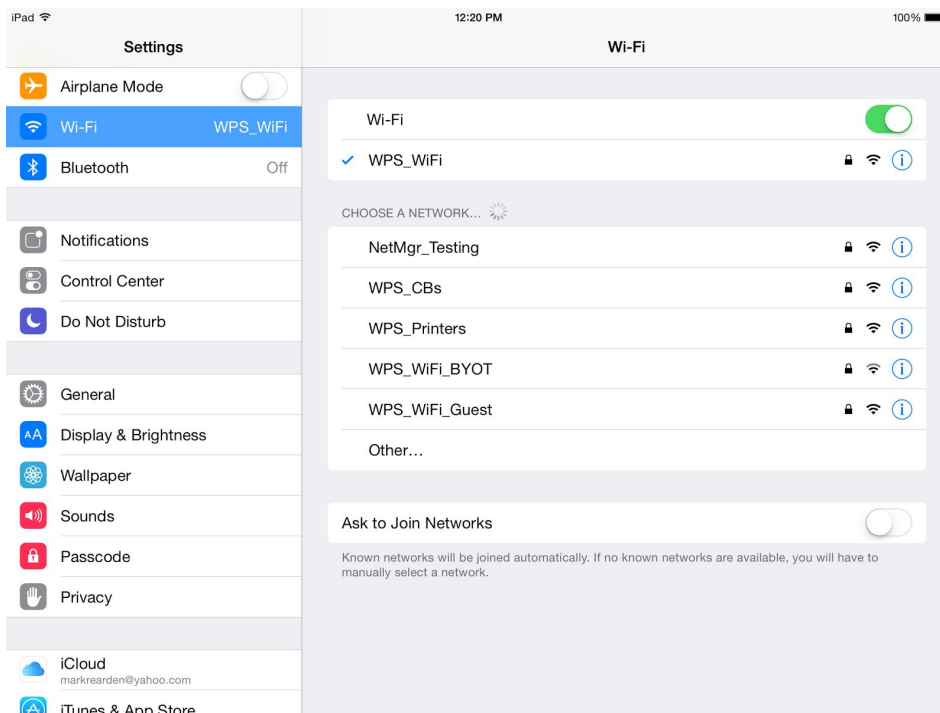 iPad
12:20 PM
100%
Settings
Wi-Fi
Airplane Mode
Wi-Fi WPS_WiFi
Bluetooth Off
Notifications
Control Center
Do Not Disturb
General
AA Display & Brightness
Wallpaper
Sounds
Passcode
Privacy
iCloud
markrearden@yahoo.com
iTunes & App Store
Wi-Fi
WPS_WiFi
CHOOSE A NETWORK...
NetMgr_Testing
WPS_CBs
WPS_Printers
WPS_WiFi_BYOT
WPS_WiFi_Guest
Other...
Ask to Join Networks
Known networks will be joined automatically. If no known networks are available, you will have to
manually select a network.